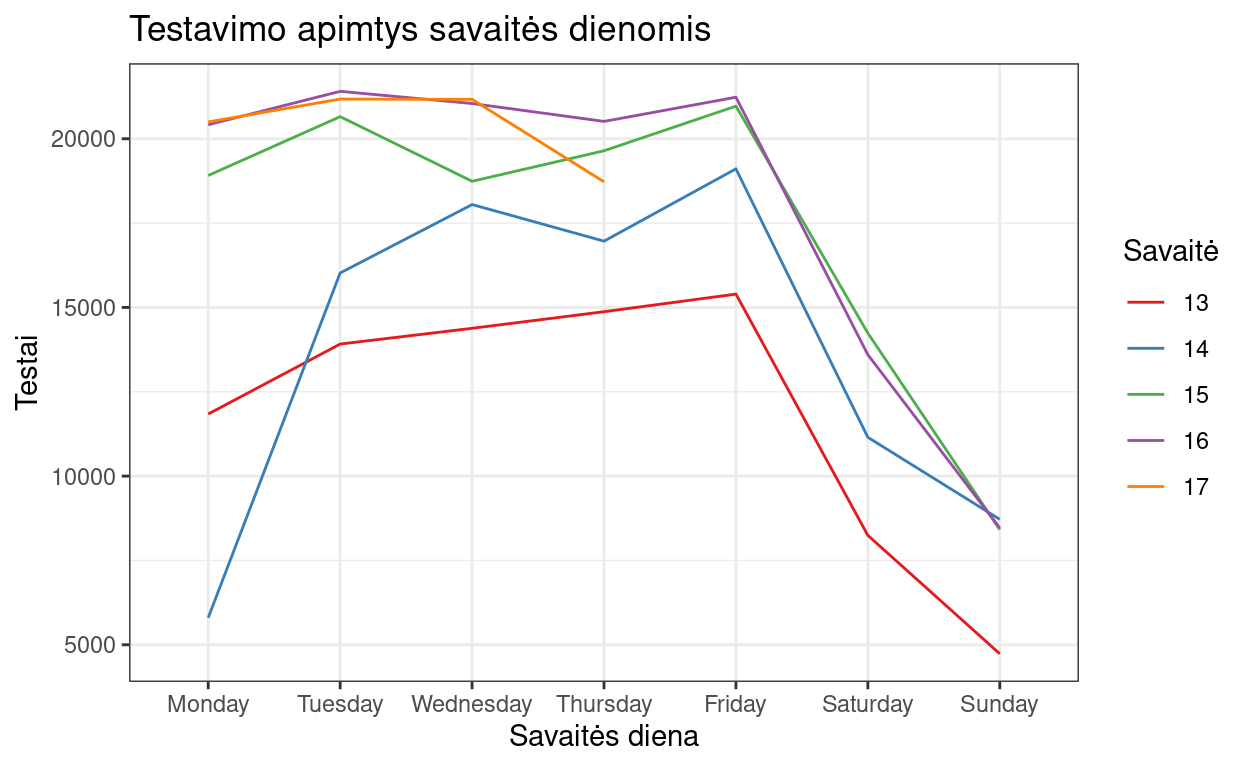 Testavimo apimtys savaitės dienomis
Testai
20000
15000
10000
5000
Monday Tuesday Wednesday Thursday Friday Saturday Sunday
Savaitės diena
Savaitė
13
14
15
16
17